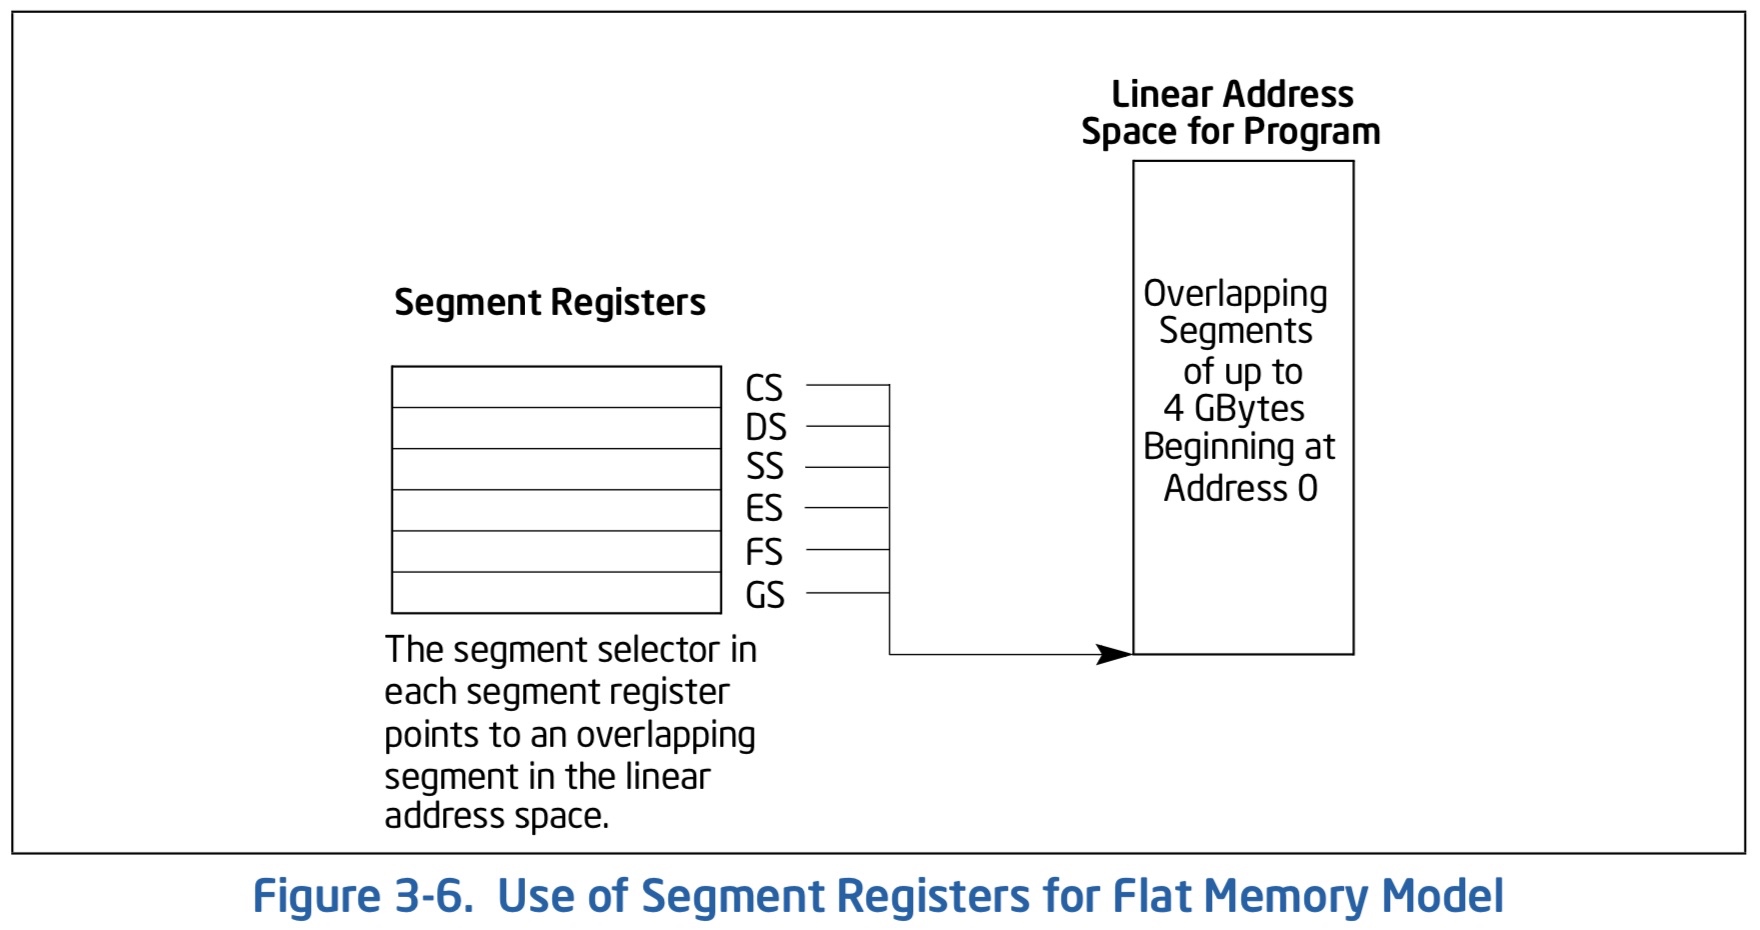 Linear Address
Space for Program
Overlapping
Segments
of up to
4 GBytes
Beginning at
Address 0
Segment Registers
CS
DS
SS
ES
FS
GS
The segment selector in
each segment register
points to an overlapping
segment in the linear
address space.
Figure 3-6. Use of Segment Registers for Flat Memory Model